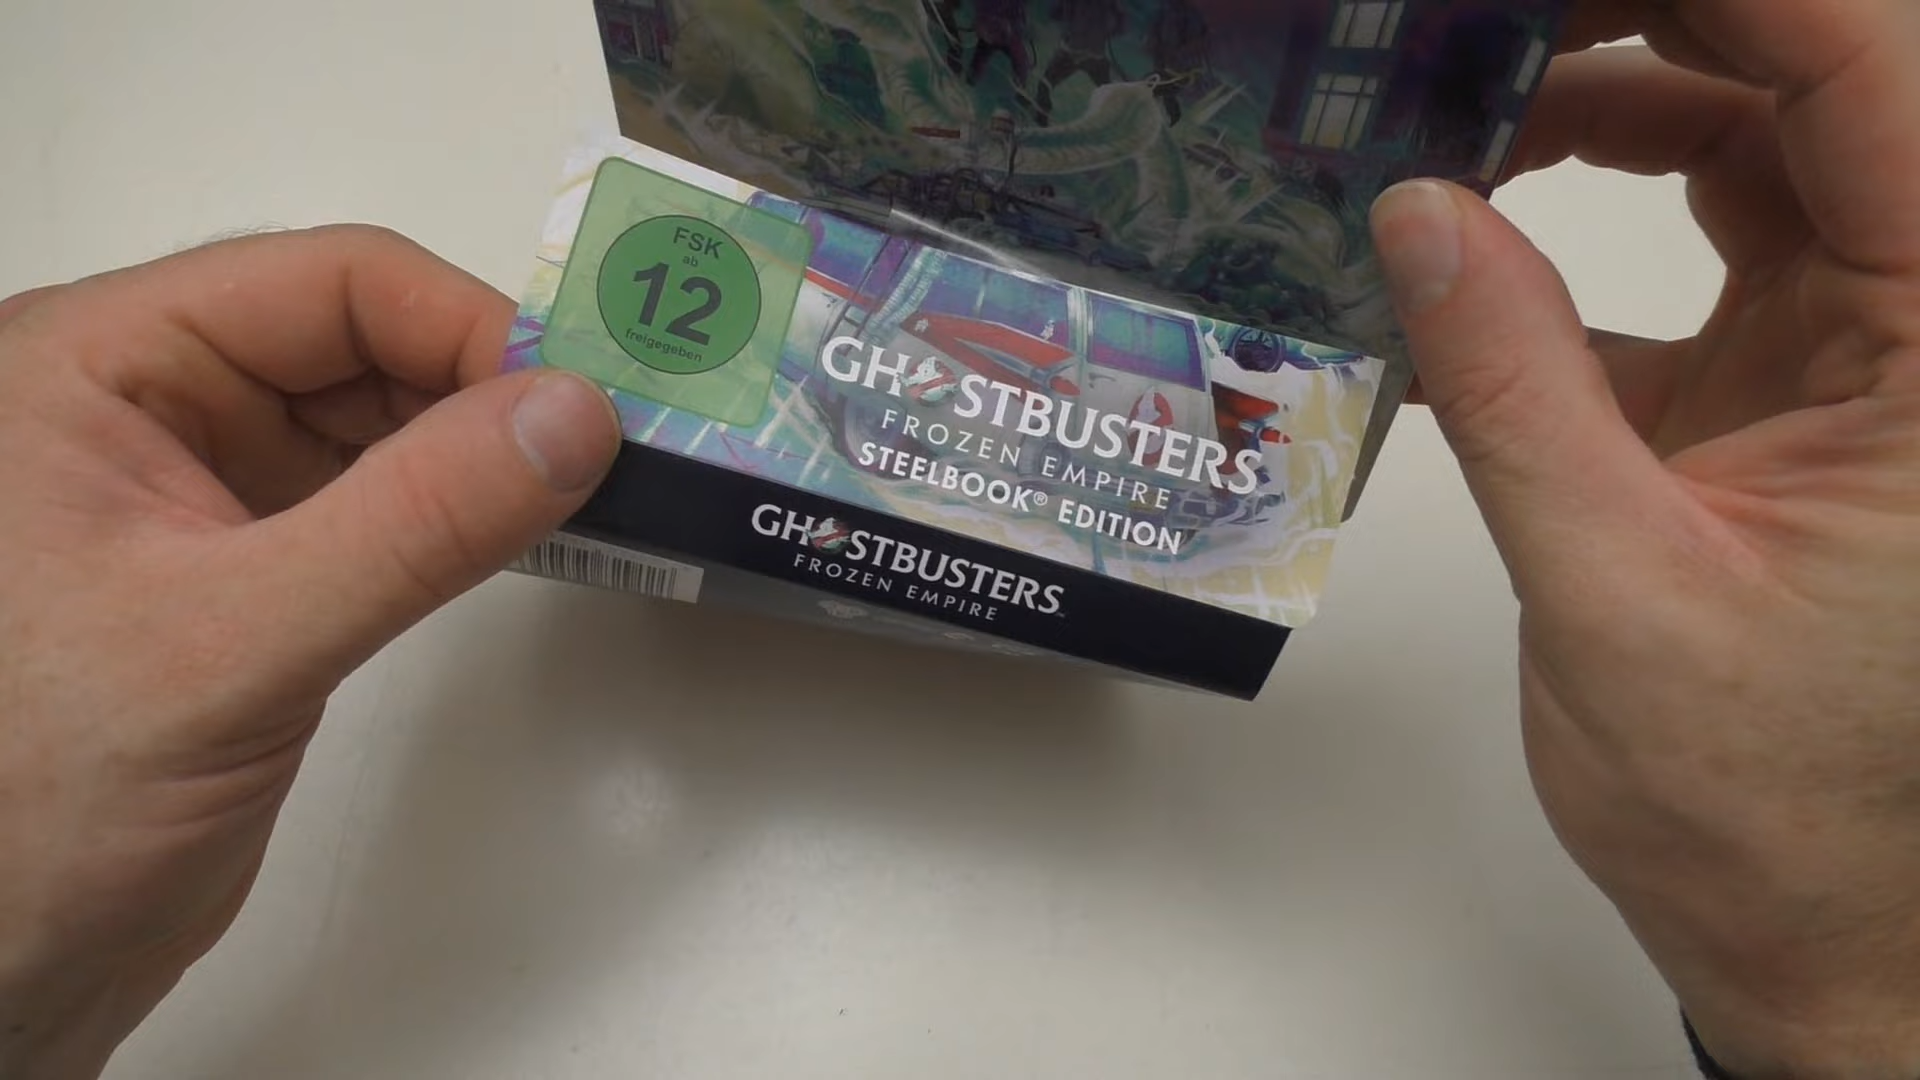 FSK
ab
12
freigegeben
GHOSTBUSTERS
FROZEN EMPIRE
STEELBOOK® EDITION
GHOSTBUSTERS
FROZEN EMPIRE